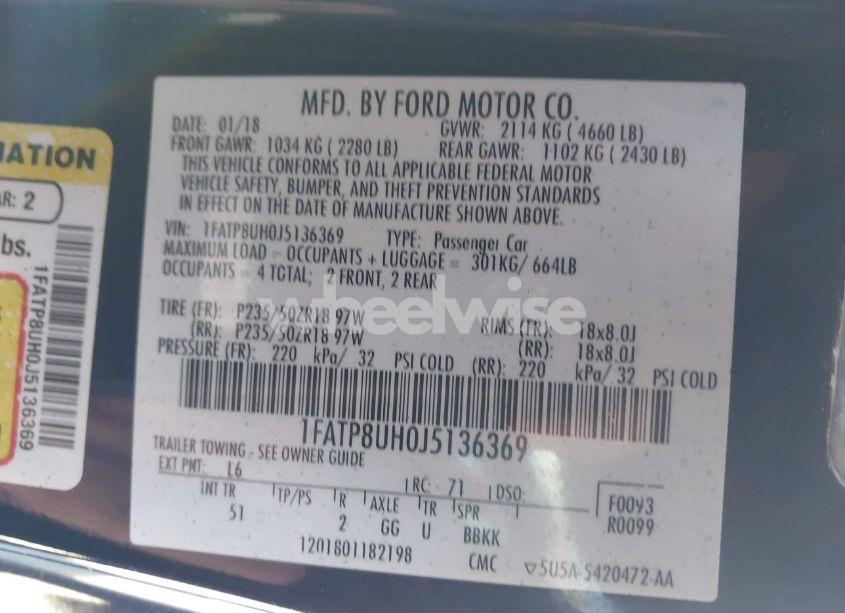 MFD. BY FORD MOTOR CO.
DATE: 01/18 GVWR: 2114 KG ( 4660 LB)
FRONT GAWR: 1034 KG ( 2280 LB) REAR GAWR: 1102 KG ( 2430 LB)
THIS VEHICLE CONFORMS TO ALL APPLICABLE FEDERAL MOTOR
VEHICLE SAFETY, BUMPER, AND THEFT PREVENTION STANDARDS
IN EFFECT ON THE DATE OF MANUFACTURE SHOWN ABOVE.
VIN: 1FATP8UH0J5136369 TYPE: Passenger Car
MAXIMUM LOAD - OCCUPANTS + LUGGAGE = 301KG/ 664LB
OCCUPANTS = 4 TOTAL; 2 FRONT, 2 REAR
wheelwise
TIRE (FR): P235/50ZR18 97W RIMS (FR): 18x8.0J
(RR): P235/50ZR18 97W (RR): 18x8.0J
PRESSURE (FR): 220 kPa/ 32 PSI COLD (RR): 220 kPa/ 32 PSI COLD
1FATP8UH0J5136369
TRAILER TOWING - SEE OWNER GUIDE
EXT PNT: L6 RC: 71 DSO:
INT TR TP/PS R AXLE TR SPR
51 2 GG U BBKK
F0093
R0099
1201801182198 CMC ▽5U5A-5420472-AA
MATION
AR: 2
bs.
1FATP8UH0J5136369